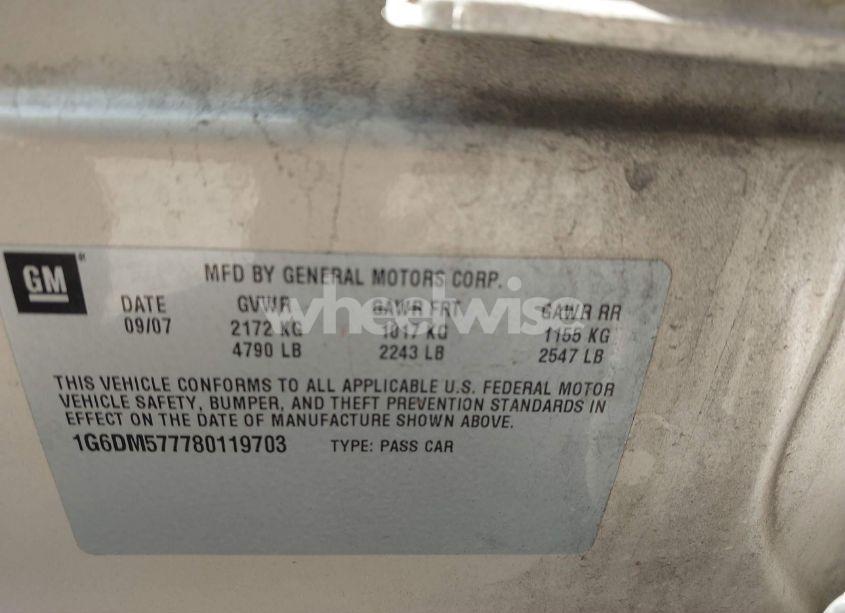 GM
MFD BY GENERAL MOTORS CORP.
DATE GVWR GAWR FRT GAWR RR
09/07 2172 KG 1017 KG 1155 KG
4790 LB 2243 LB 2547 LB
THIS VEHICLE CONFORMS TO ALL APPLICABLE U.S. FEDERAL MOTOR
VEHICLE SAFETY, BUMPER, AND THEFT PREVENTION STANDARDS IN
EFFECT ON THE DATE OF MANUFACTURE SHOWN ABOVE.
1G6DM577780119703 TYPE: PASS CAR
wheelwise